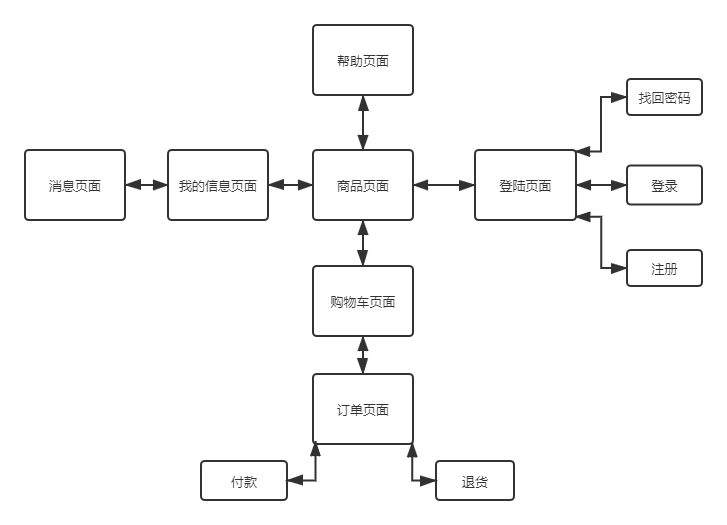 帮助页面
找回密码
消息页面
我的信息页面
商品页面
登陆页面
登录
注册
购物车页面
订单页面
付款
退货